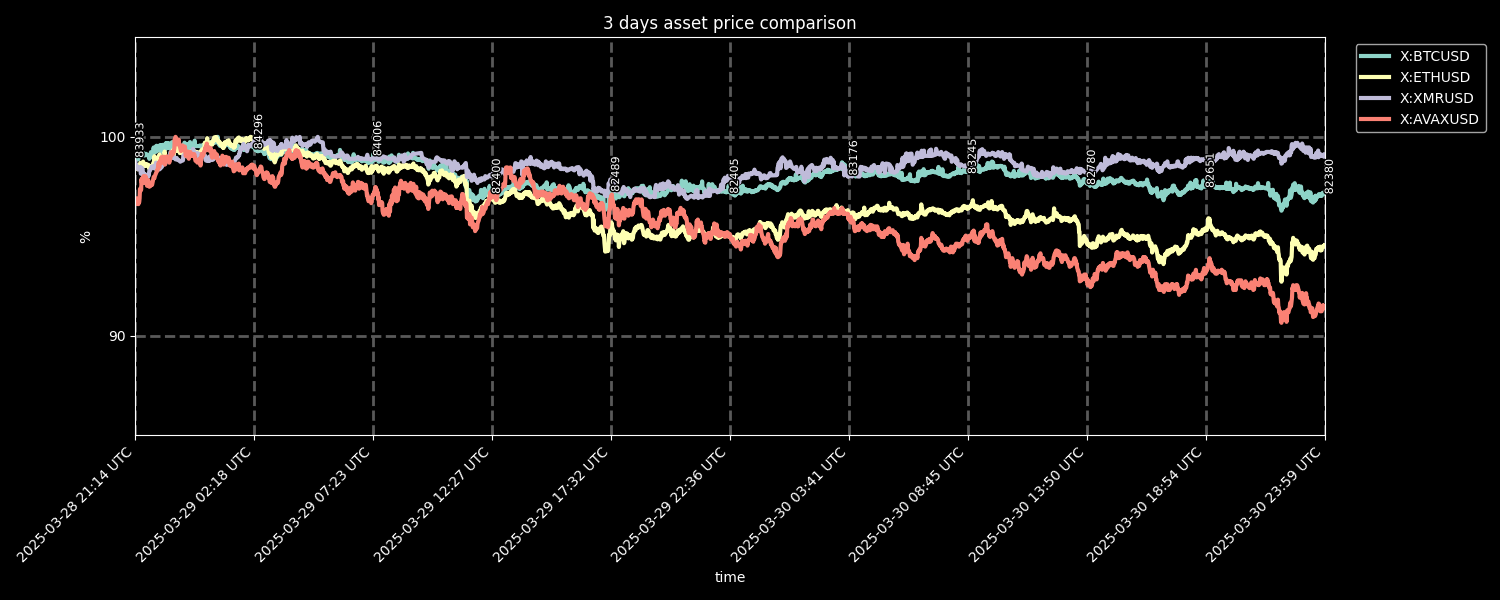 3 days asset price comparison
X:BTCUSD
X:ETHUSD
X:XMRUSD
X:AVAXUSD
100
90
%
83933
84296
84006
82400
82489
82405
83176
83245
82780
82651
82380
2025-03-28 21:14 UTC
2025-03-29 02:18 UTC
2025-03-29 07:23 UTC
2025-03-29 12:27 UTC
2025-03-29 17:32 UTC
2025-03-29 22:36 UTC
2025-03-30 03:41 UTC
2025-03-30 08:45 UTC
2025-03-30 13:50 UTC
2025-03-30 18:54 UTC
2025-03-30 23:59 UTC
time